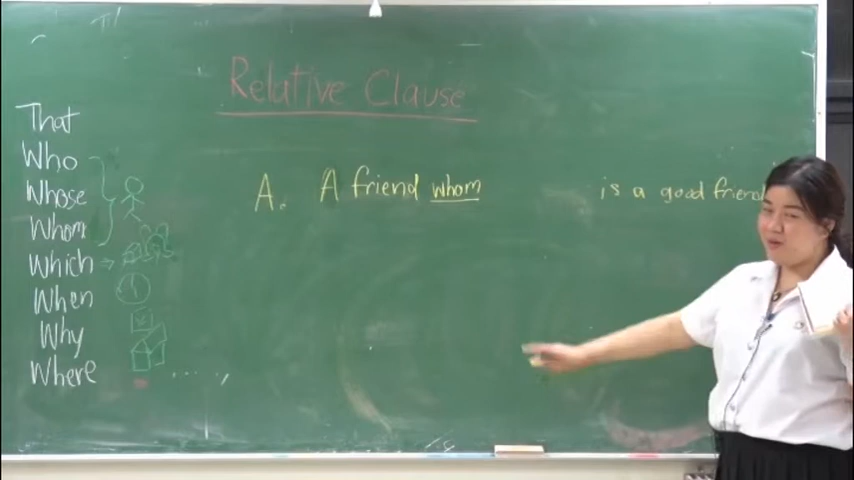 Relative Clause
That
Who
Whose
Whom
Which
When
Why
Where
A. A friend whom is a good friend